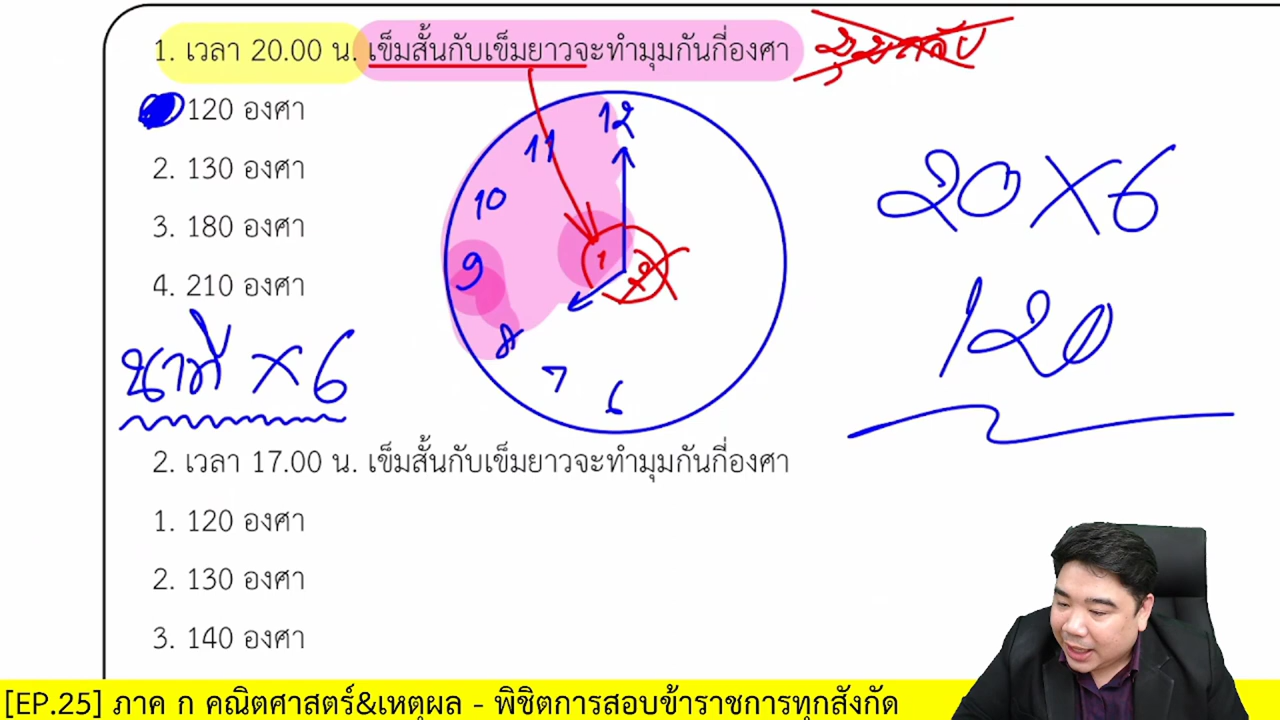 1. เวลา 20.00 น. เข็มสั้นกับเข็มยาวจะทำมุมกันกี่องศา
120 องศา
2. 130 องศา
3. 180 องศา
4. 210 องศา
นาที × 6
12
11
10
9
8
7
6
1
2
20 × 6
120
2. เวลา 17.00 น. เข็มสั้นกับเข็มยาวจะทำมุมกันกี่องศา
1. 120 องศา
2. 130 องศา
3. 140 องศา
[EP.25] ภาค ก คณิตศาสตร์&เหตุผล - พิชิตการสอบข้าราชการทุกสังกัด